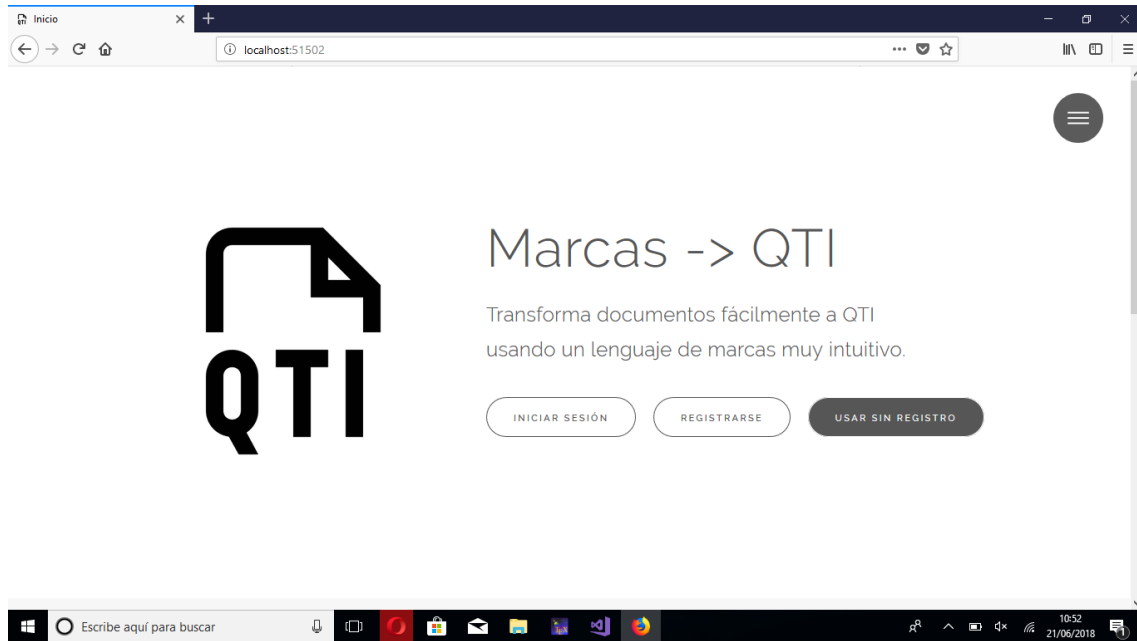 Inicio
localhost:51502
Marcas -> QTI
Transforma documentos fácilmente a QTI
usando un lenguaje de marcas muy intuitivo.
QTI
INICIAR SESIÓN REGISTRARSE USAR SIN REGISTRO
Escribe aquí para buscar
10:52
21/06/2018